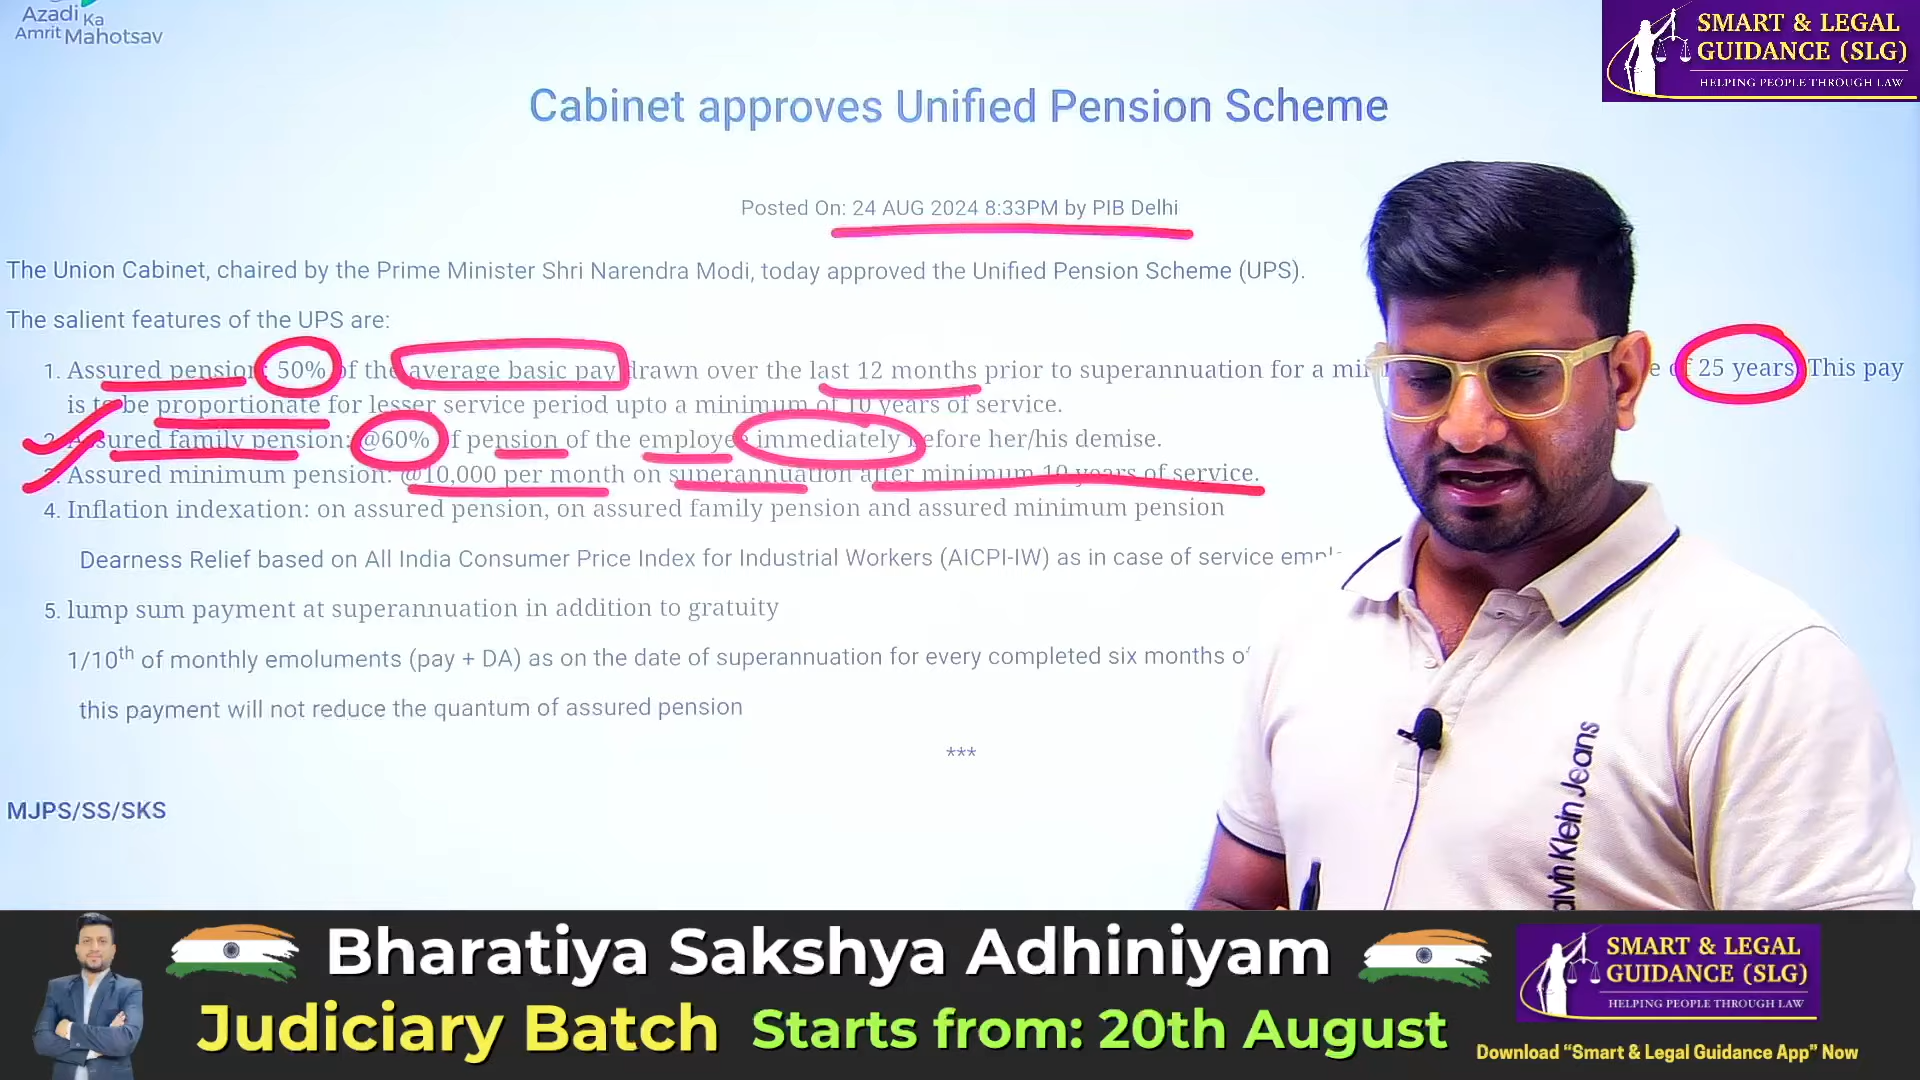 Azadi Ka
Amrit Mahotsav
SMART & LEGAL
GUIDANCE (SLG)
HELPING PEOPLE THROUGH LAW
Cabinet approves Unified Pension Scheme
Posted On: 24 AUG 2024 8:33PM by PIB Delhi
The Union Cabinet, chaired by the Prime Minister Shri Narendra Modi, today approved the Unified Pension Scheme (UPS).
The salient features of the UPS are:
1. Assured pension: 50% of the average basic pay drawn over the last 12 months prior to superannuation for a 25 years. This pay
is to be proportionate for lesser service period upto a minimum of 10 years of service.
2. Assured family pension: @60% of pension of the employee immediately before her/his demise.
3. Assured minimum pension: @10,000 per month on superannuation after minimum 10 years of service.
4. Inflation indexation: on assured pension, on assured family pension and assured minimum pension
Dearness Relief based on All India Consumer Price Index for Industrial Workers (AICPI-IW) as in case of service
5. lump sum payment at superannuation in addition to gratuity
1/10th of monthly emoluments (pay + DA) as on the date of superannuation for every completed six months
this payment will not reduce the quantum of assured pension
***
MJPS/SS/SKS
Calvin Klein Jeans
Bharatiya Sakshya Adhiniyam
Judiciary Batch Starts from: 20th August
SMART & LEGAL
GUIDANCE (SLG)
HELPING PEOPLE THROUGH LAW
Download "Smart & Legal Guidance App" Now